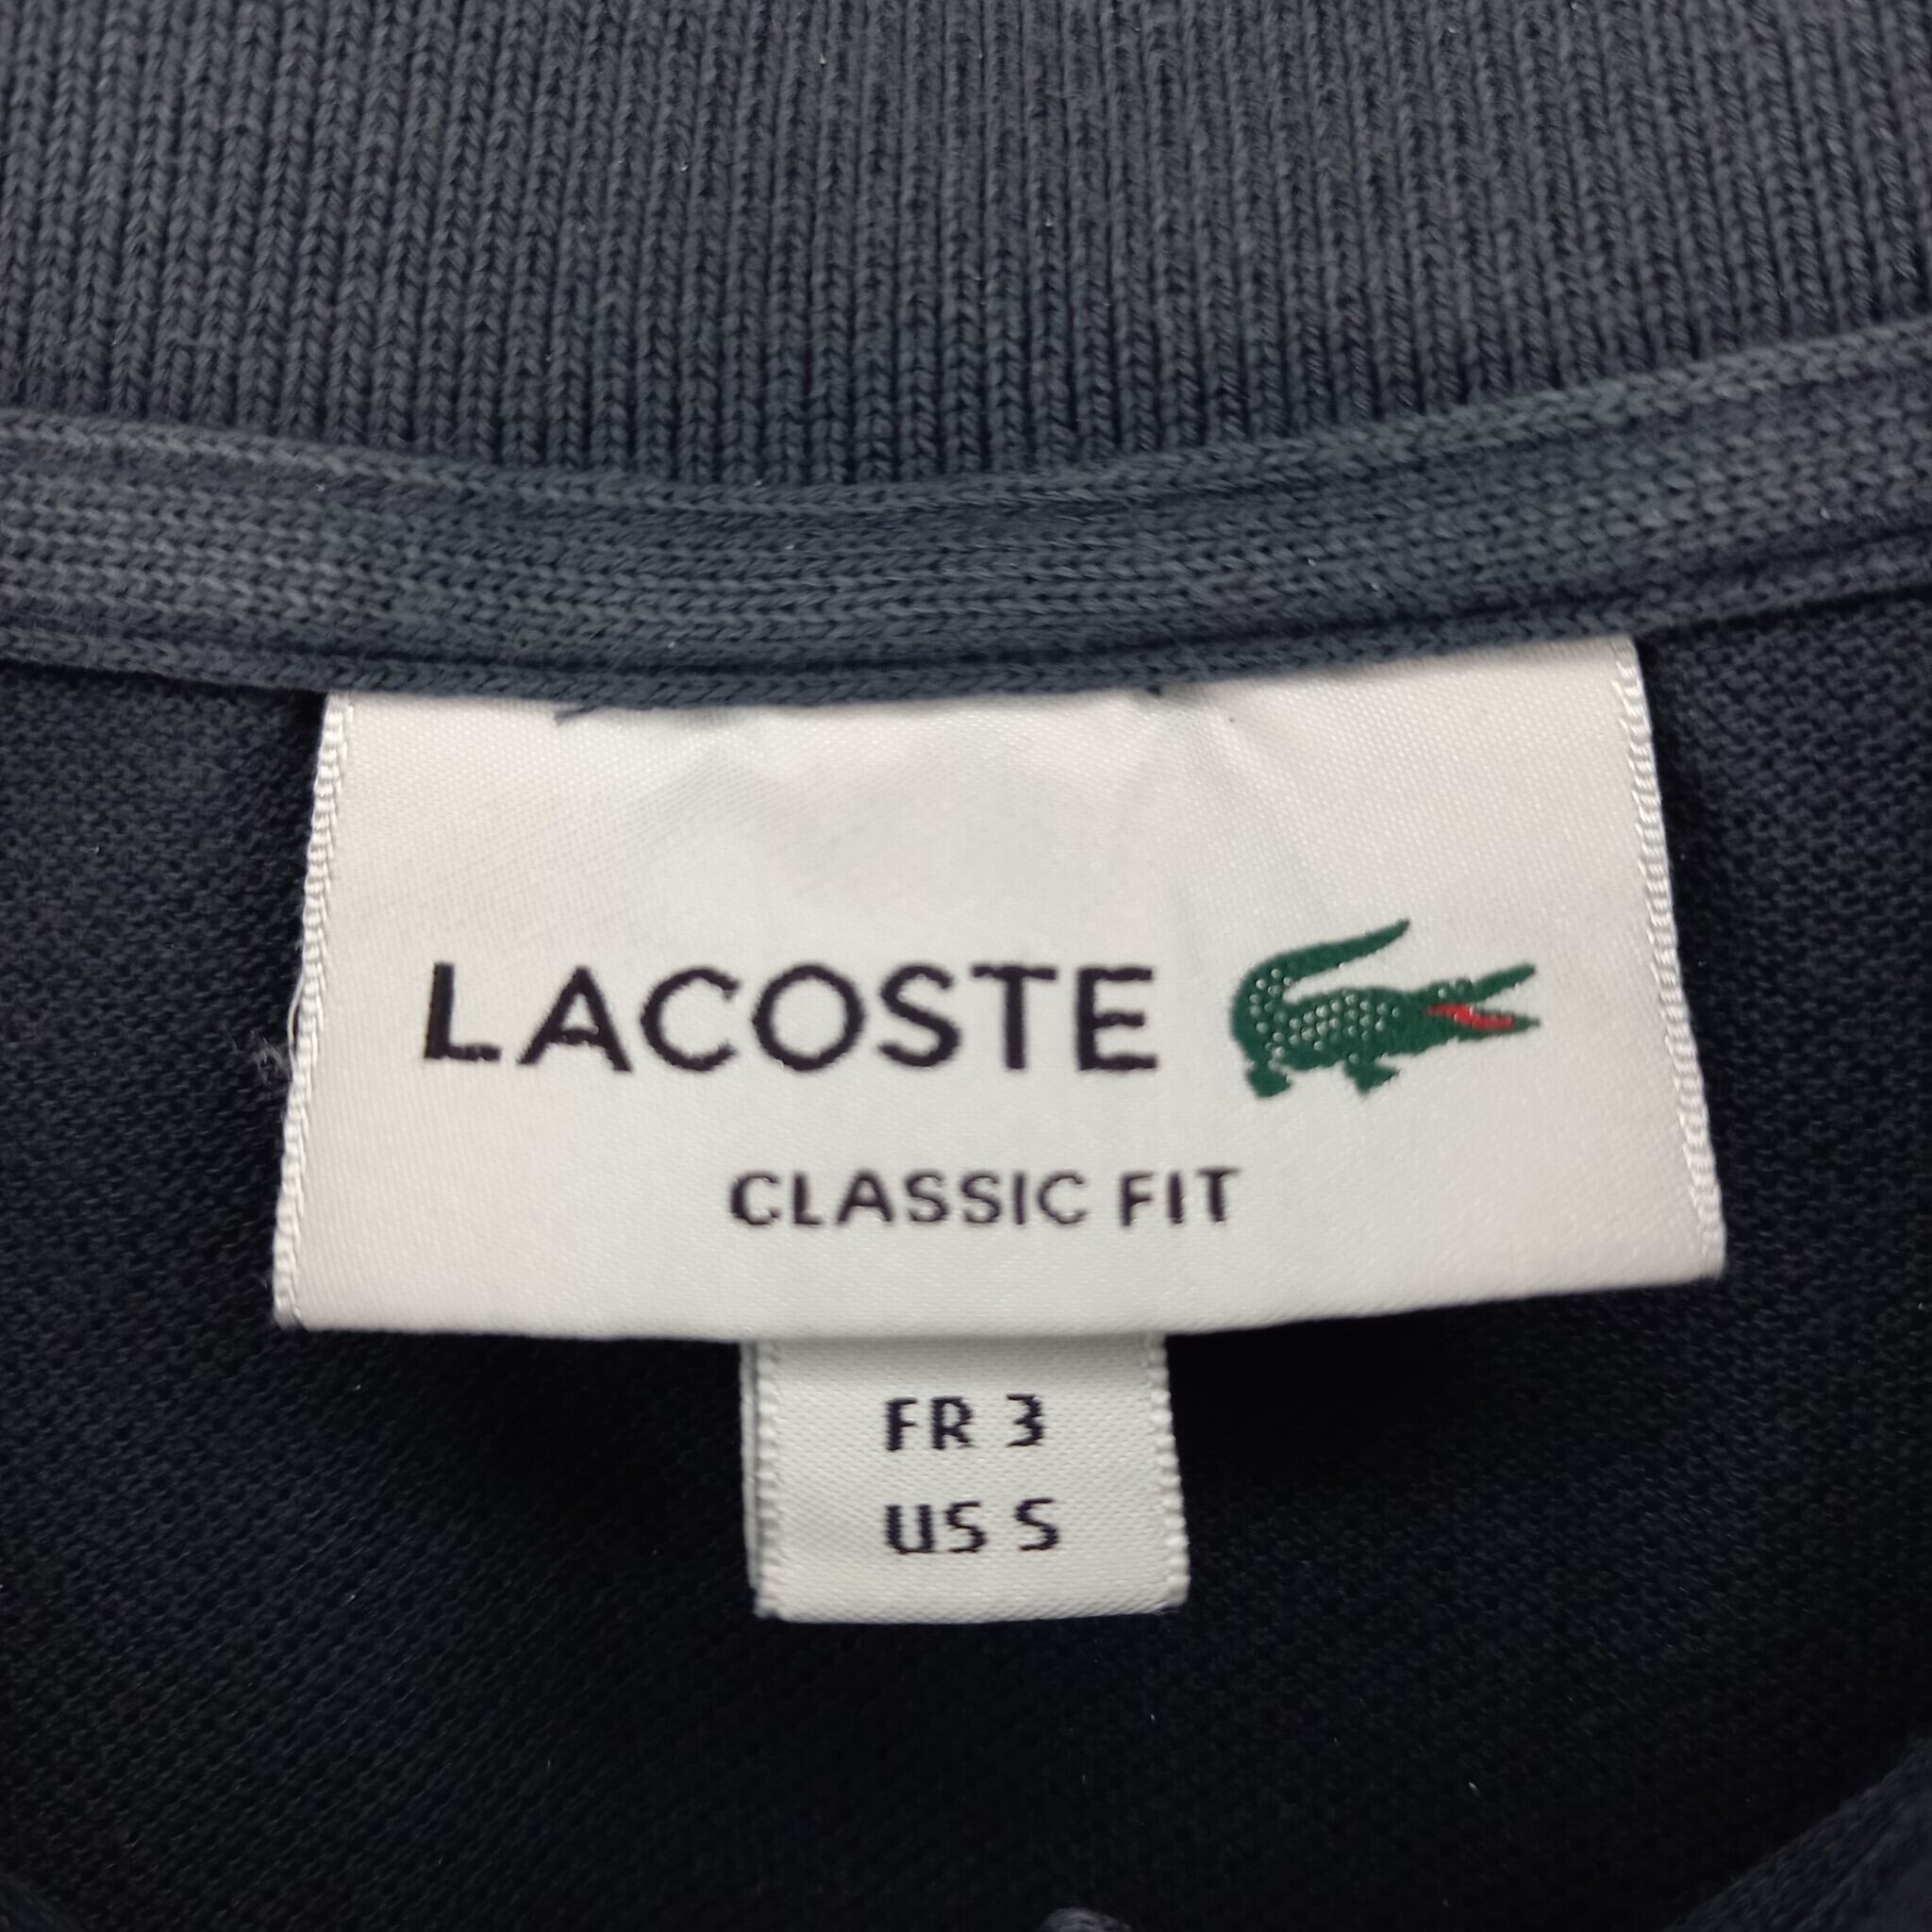 LACOSTE
CLASSIC FIT
FR 3
US S